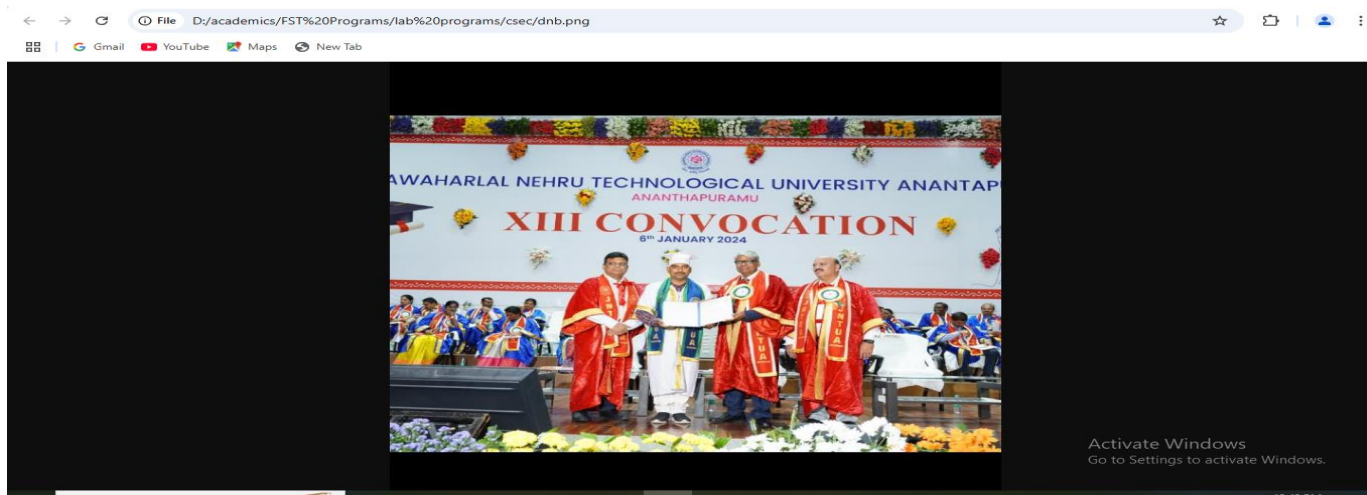 File D:/academics/FST%20Programs/lab%20programs/csec/dnb.png
Gmail YouTube Maps New Tab
AWAHARLAL NEHRU TECHNOLOGICAL UNIVERSITY ANANTAP
ANANTHAPURAMU
XIII CONVOCATION
6TH JANUARY 2024
JNTUA
Activate Windows
Go to Settings to activate Windows.